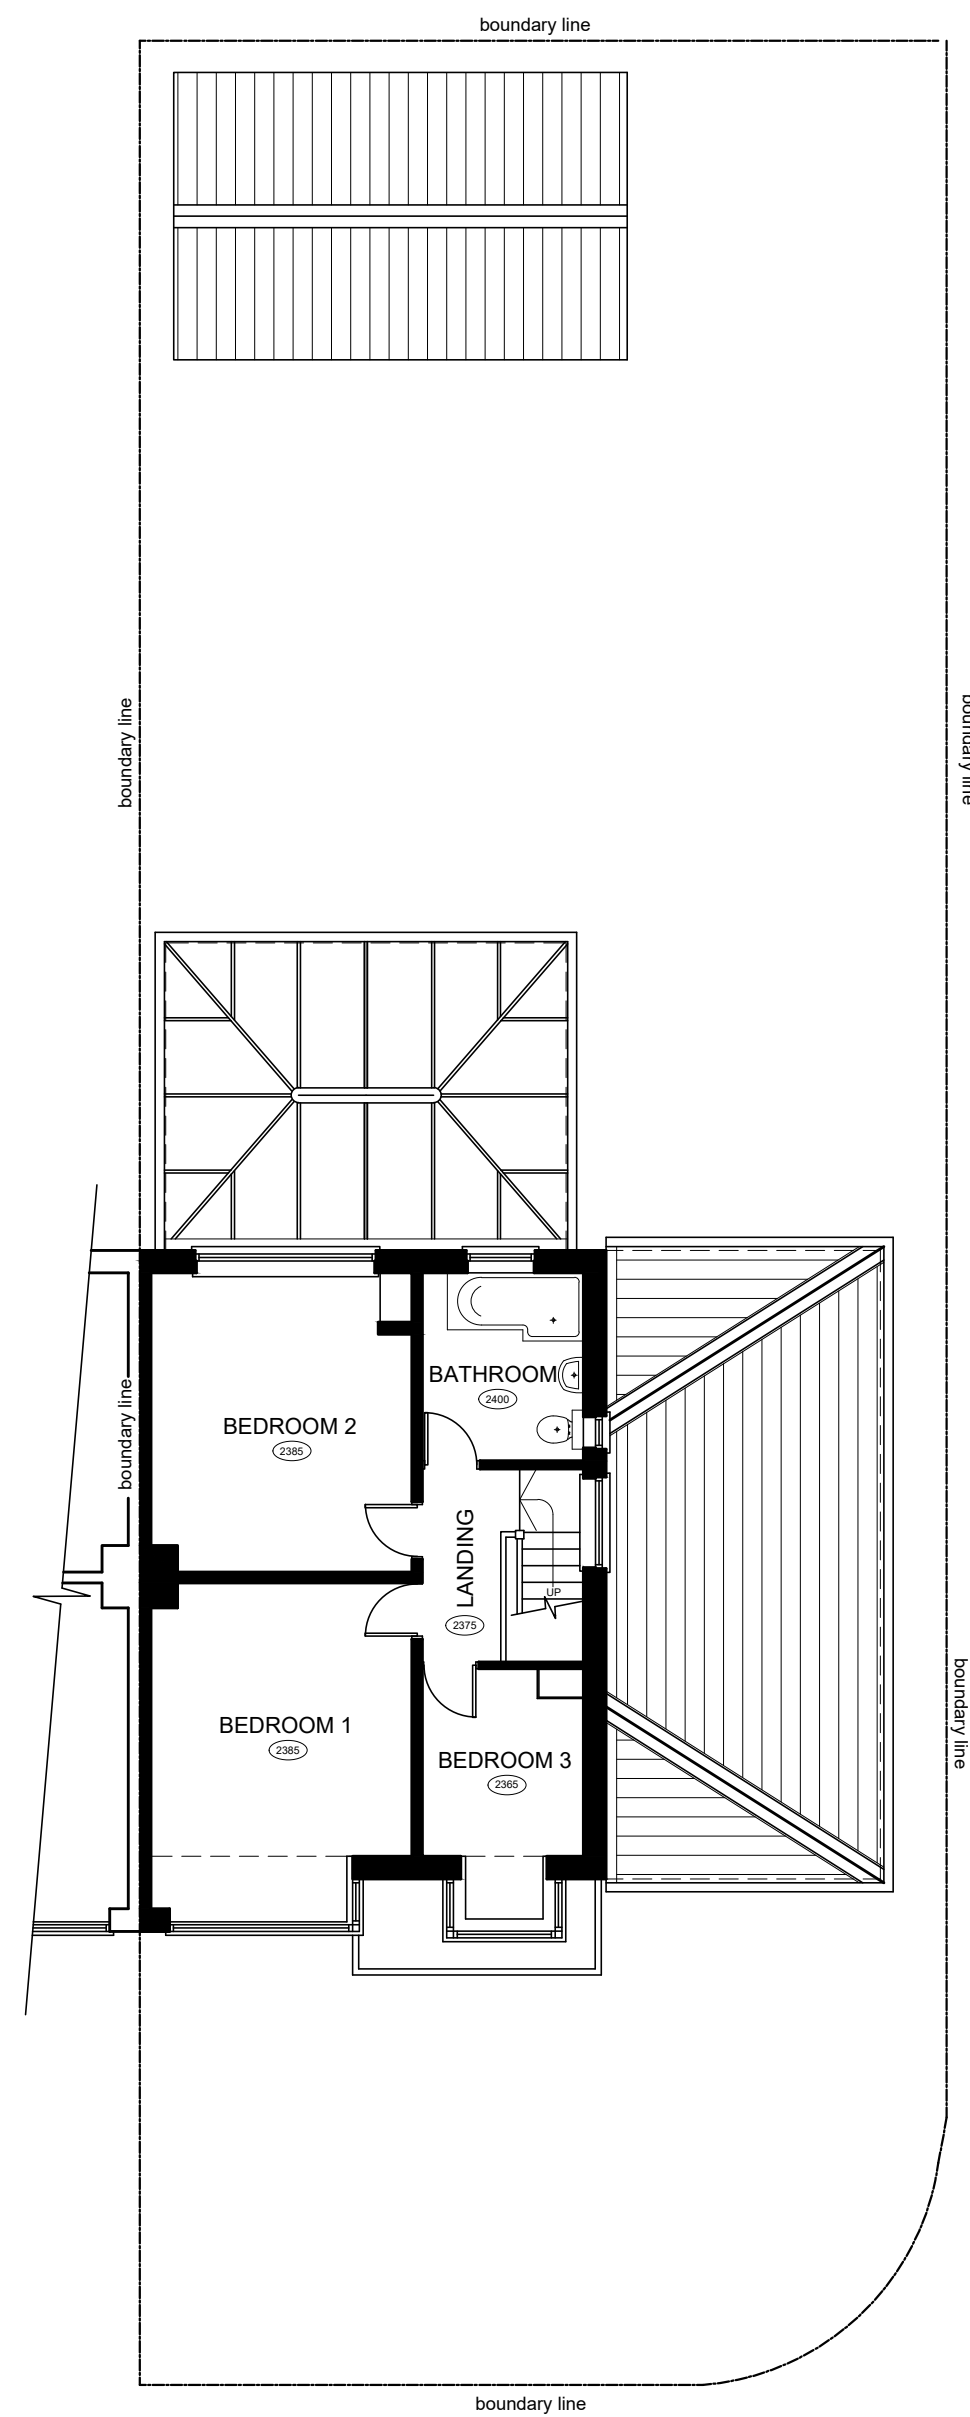 boundary line
boundary line
boundary line
BATHROOM
2400
BEDROOM 2
2385
boundary line
LANDING
UP
2375
BEDROOM 1
2385
BEDROOM 3
2365
boundary line
boundary line